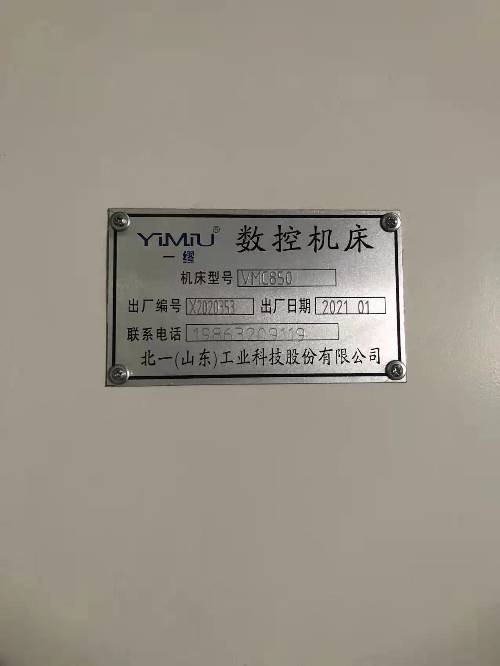 YiMiU® 数控机床
一缪
机床型号 VMC850
出厂编号 X2020353 出厂日期 2021 01
联系电话 19863209119
北一(山东)工业科技股份有限公司